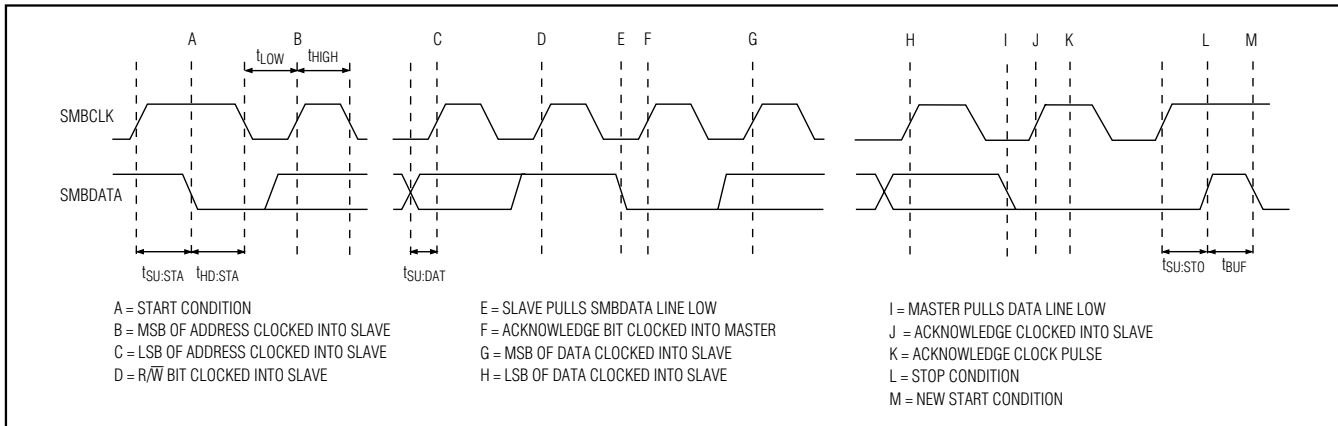 A B C D E F G H I J K L M
tLOW tHIGH
SMBCLK
SMBDATA
tSU:STA tHD:STA tSU:DAT tSU:STO tBUF
A = START CONDITION
B = MSB OF ADDRESS CLOCKED INTO SLAVE
C = LSB OF ADDRESS CLOCKED INTO SLAVE
D = R/W̅ BIT CLOCKED INTO SLAVE
E = SLAVE PULLS SMBDATA LINE LOW
F = ACKNOWLEDGE BIT CLOCKED INTO MASTER
G = MSB OF DATA CLOCKED INTO SLAVE
H = LSB OF DATA CLOCKED INTO SLAVE
I = MASTER PULLS DATA LINE LOW
J = ACKNOWLEDGE CLOCKED INTO SLAVE
K = ACKNOWLEDGE CLOCK PULSE
L = STOP CONDITION
M = NEW START CONDITION